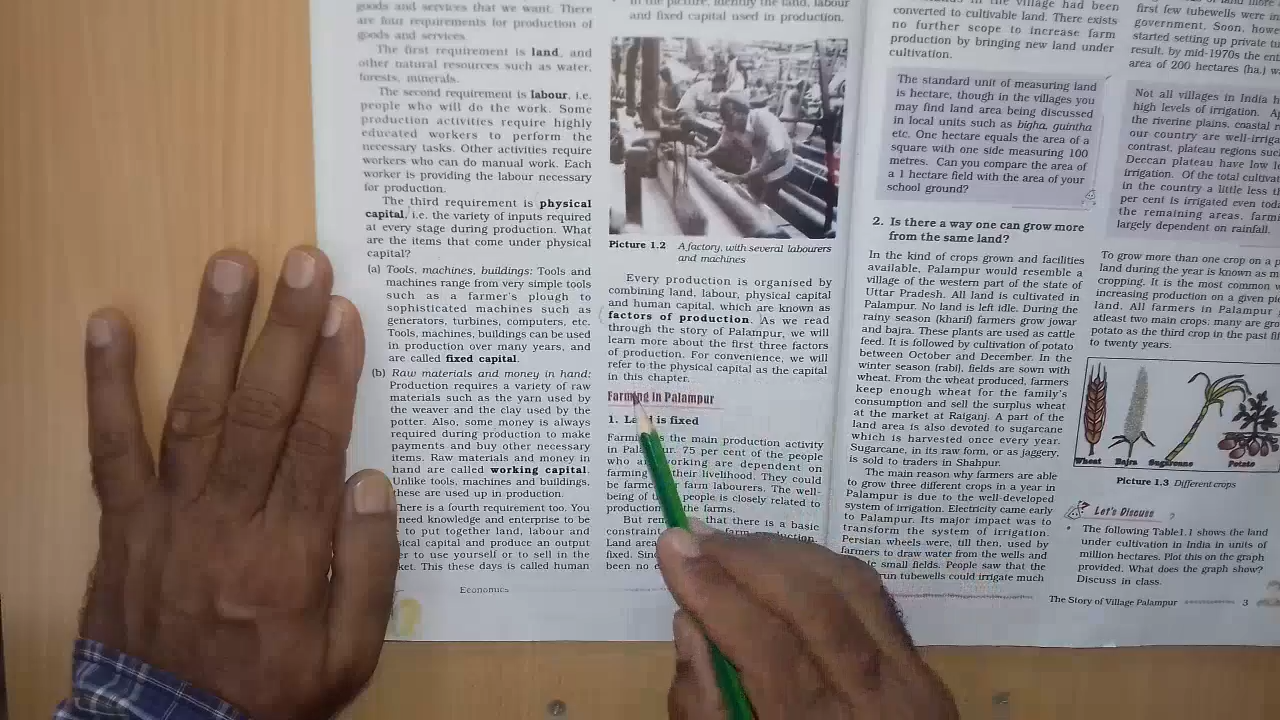 goods and services that we want. There
are four requirements for production of
goods and services
The first requirement is land, and
other natural resources such as water,
forests, minerals.
The second requirement is labour, i.e.
people who will do the work. Some
production activities require highly
educated workers to perform the
necessary tasks. Other activities require
workers who can do manual work. Each
worker is providing the labour necessary
for production.
The third requirement is physical
capital, i.e. the variety of inputs required
at every stage during production. What
are the items that come under physical
capital?
(a) Tools, machines, buildings: Tools and
machines range from very simple tools
such as a farmer's plough to
sophisticated machines such as
generators, turbines, computers, etc.
Tools, machines, buildings can be used
in production over many years, and
are called fixed capital.
(b) Raw materials and money in hand:
Production requires a variety of raw
materials such as the yarn used by
the weaver and the clay used by the
potter. Also, some money is always
required during production to make
payments and buy other necessary
items. Raw materials and money in
hand are called working capital.
Unlike tools, machines and buildings,
these are used up in production.
There is a fourth requirement too. You
need knowledge and enterprise to be
to put together land, labour and
capital and produce an output
to use yourself or to sell in the
This these days is called human
Economics
in the picture, identify the land, labour
and fixed capital used in production.
Picture 1.2 A factory, with several labourers
and machines
Every production is organised by
combining land, labour, physical capital
and human capital, which are known as
factors of production. As we read
through the story of Palampur, we will
learn more about the first three factors
of production. For convenience, we will
refer to the physical capital as the capital
in this chapter.
Farming in Palampur
1. is fixed
is the main production activity
in 75 per cent of the people
who working are dependent on
farming their livelihood. They could
be farm labourers. The well-
being of people is closely related to
production the farms.
But that there is a basic
constraint production.
Land area
fixed.
been no
in the village had been
converted to cultivable land. There exists
no further scope to increase farm
production by bringing new land under
cultivation.
The standard unit of measuring land
is hectare, though in the villages you
may find land area being discussed
in local units such as bigha, guintha
etc. One hectare equals the area of a
square with one side measuring 100
metres. Can you compare the area of
a 1 hectare field with the area of your
school ground?
2. Is there a way one can grow more
from the same land?
In the kind of crops grown and facilities
available, Palampur would resemble a
village of the western part of the state of
Uttar Pradesh. All land is cultivated in
Palampur. No land is left idle. During the
rainy season (kharif) farmers grow jowar
and bajra. These plants are used as cattle
feed. It is followed by cultivation of potato
between October and December. In the
winter season (rabi), fields are sown with
wheat. From the wheat produced, farmers
keep enough wheat for the family's
consumption and sell the surplus wheat
at the market at Raiganj. A part of the
land area is also devoted to sugarcane
which is harvested once every year.
Sugarcane, in its raw form, or as jaggery,
is sold to traders in Shahpur.
The main reason why farmers are able
to grow three different crops in a year in
Palampur is due to the well-developed
system of irrigation. Electricity came early
to Palampur. Its major impact was to
transform the system of irrigation.
Persian wheels were, till then, used by
farmers to draw water from the wells and
small fields. People saw that the
run tubewells could irrigate much
first few tubewells were
government. Soon,
started setting up private
result, by mid-1970s the
area of 200 hectares (ha.)
Not all villages in India
high levels of irrigation.
the riverine plains, coastal
our country are
contrast, plateau regions
Deccan plateau have low
irrigation. Of the total
in the country a little less
per cent is irrigated even
the remaining areas,
largely dependent on rainfall.
To grow more than one crop on a
land during the year is known as
cropping. It is the most common
increasing production on a given
land. All farmers in Palampur
atleast two main crops; many are
potato as the third crop in the past
to twenty years.
Wheat Bajra Sugarcane Potato
Picture 1.3 Different crops
Let's Discuss
• The following Table1.1 shows the land
under cultivation in India in units of
million hectares. Plot this on the graph
provided. What does the graph show?
Discuss in class.
The Story of Village Palampur 3